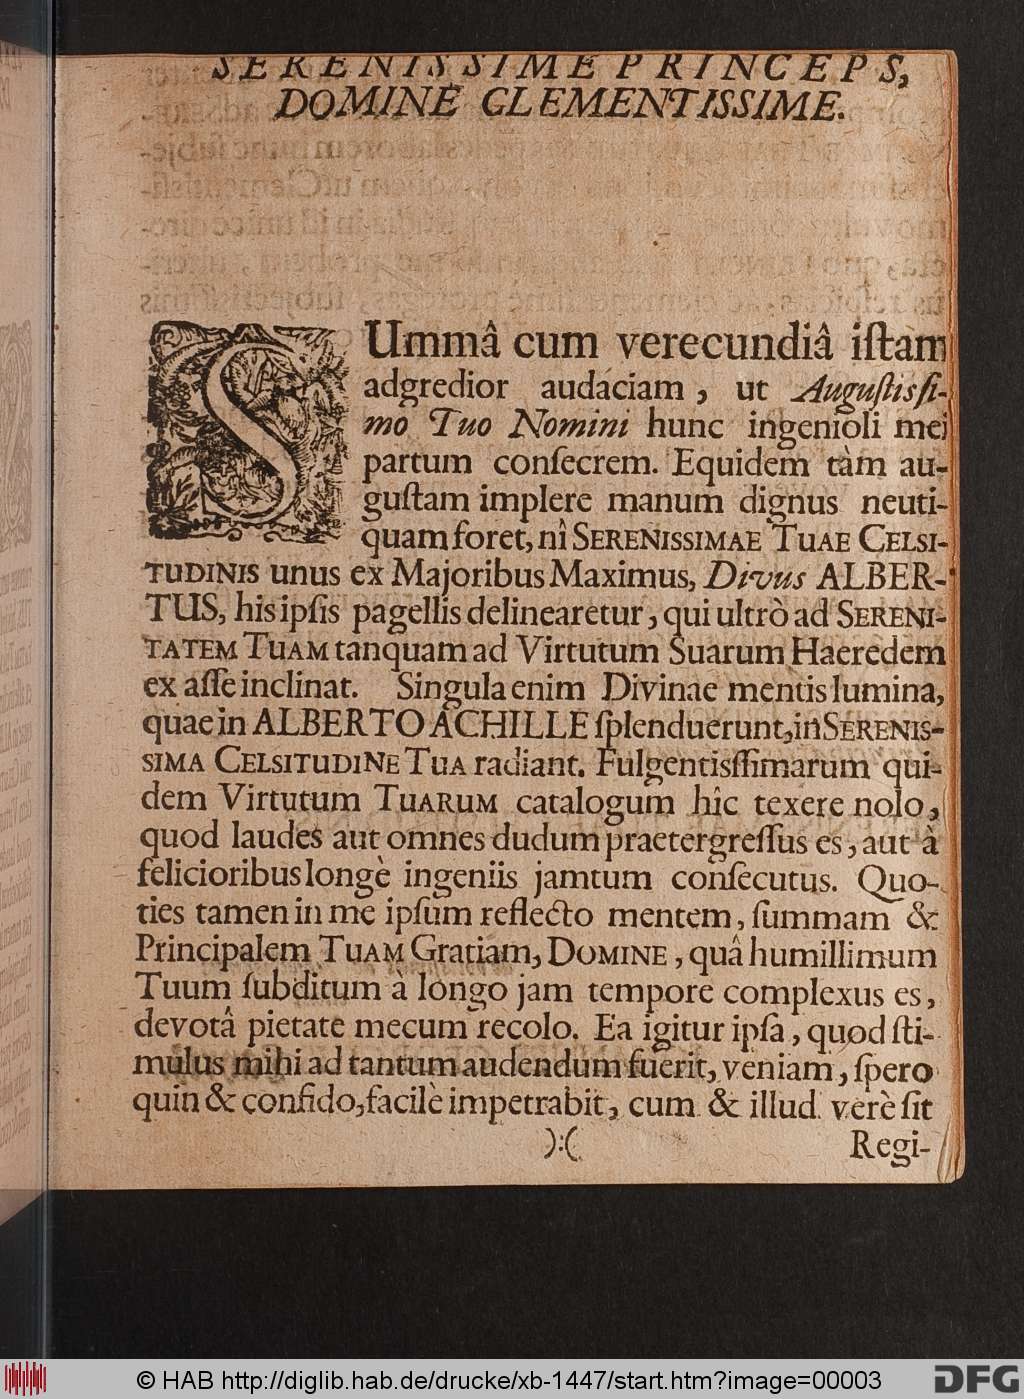 SERENISSIME PRINCEPS,
DOMINE CLEMENTISSIME.
SUmmâ cum verecundiâ iſtam
adgredior audaciam, ut Auguſtisſi-
mo Tuo Nomini hunc ingenioli mei
partum conſecrem. Equidem tàm au-
guſtam implere manum dignus neuti-
quam foret, nî SERENISSIMAE TUAE CELSI-
TUDINIS unus ex Majoribus Maximus, Divus ALBER-
TUS, his ipſis pagellis delinearetur, qui ultrò ad SERENI-
TATEM TUAM tanquam ad Virtutum Suarum Haeredem
ex aſſe inclinat. Singula enim Divinae mentis lumina,
quae in ALBERTO ACHILLE ſplenduerunt, in SERENIS-
SIMA CELSITUDINE TUA radiant. Fulgentisſſimarum qui-
dem Virtutum TUARUM catalogum hîc texere nolo,
quod laudes aut omnes dudum praetergreſſus es, aut à
felicioribus longè ingeniis jamtum conſecutus. Quo-
ties tamen in me ipſum reflecto mentem, ſummam &
Principalem TUAM Gratiam, DOMINE, quâ humillimum
Tuum ſubditum à longo jam tempore complexus es,
devotâ pietate mecum recolo. Ea igitur ipſa, quod ſti-
mulus mihi ad tantum audendum fuerit, veniam, ſpero
quin & confido, facilè impetrabit, cum & illud verè ſit
):(
Regi-
© HAB http://diglib.hab.de/drucke/xb-1447/start.htm?image=00003
DFG